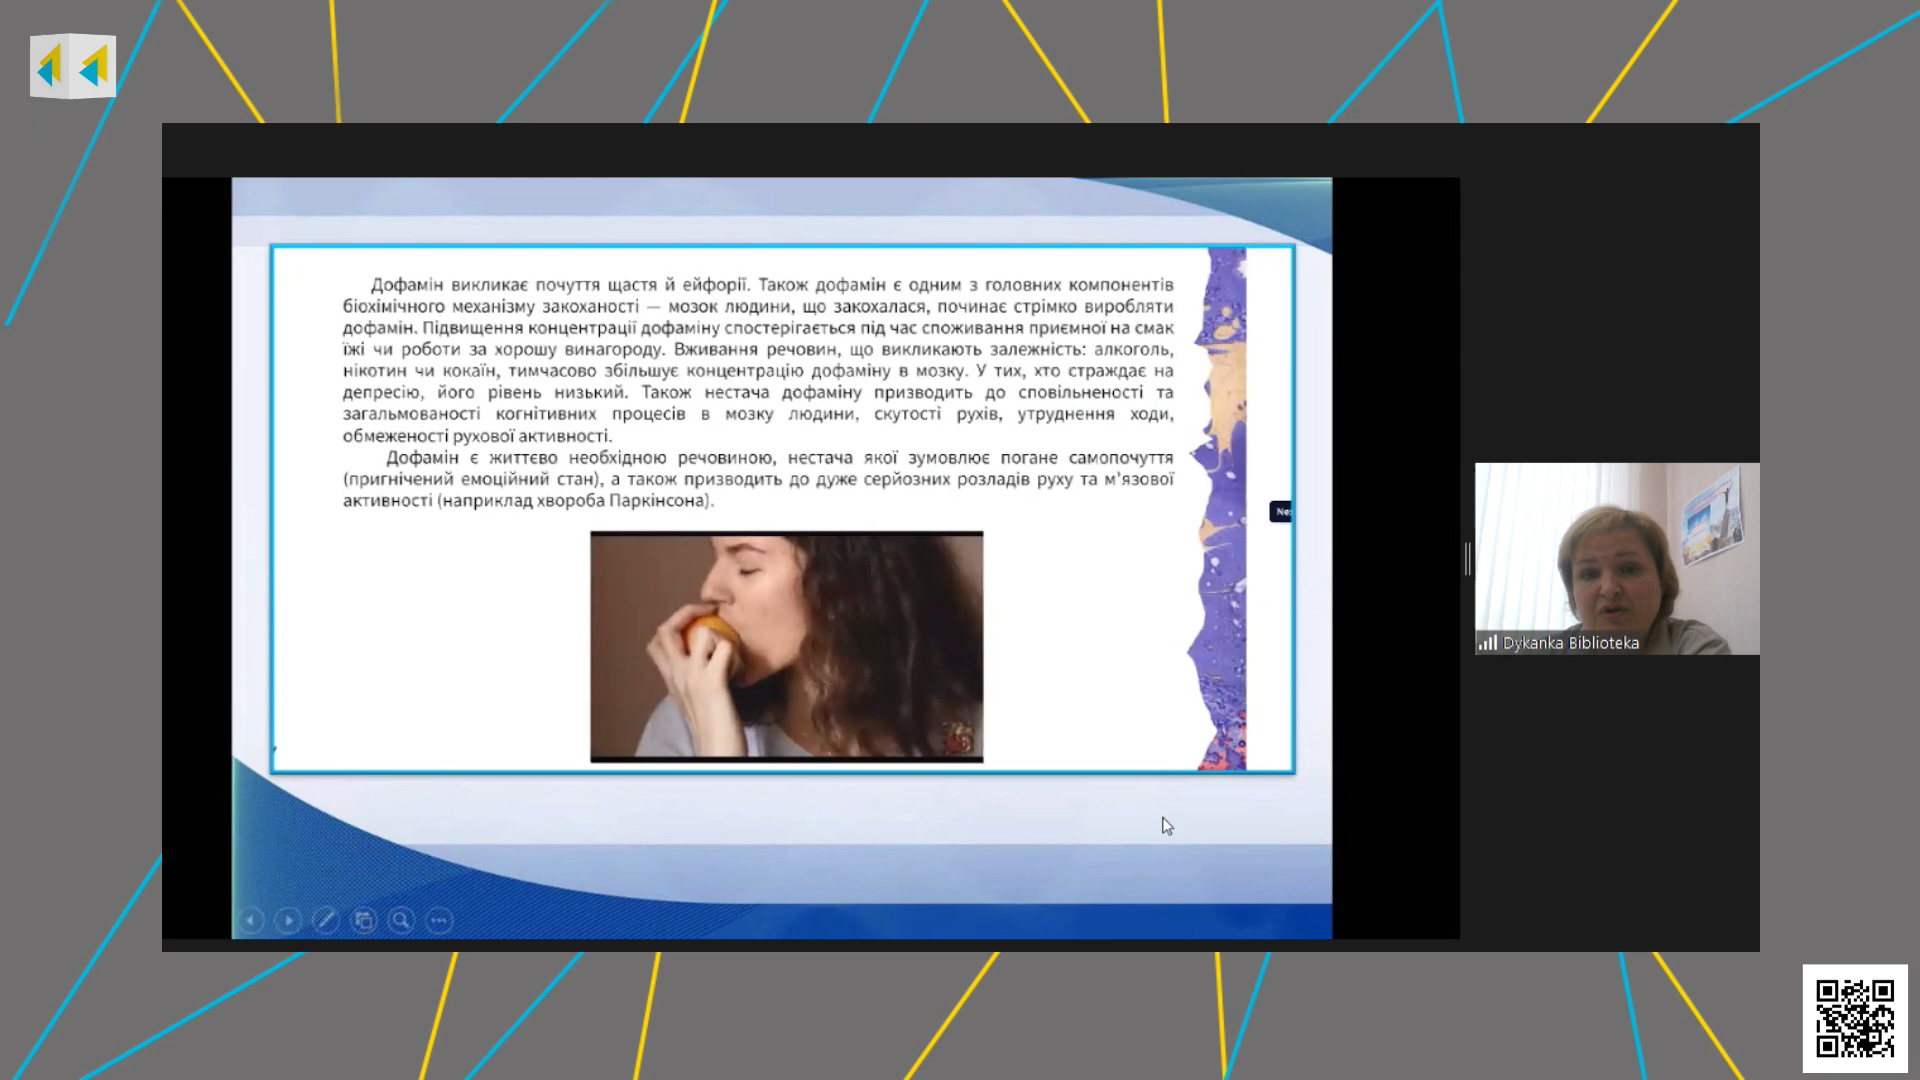 Дофамін викликає почуття щастя й ейфорії. Також дофамін є одним з головних компонентів
біохімічного механізму закоханості — мозок людини, що закохалася, починає стрімко виробляти
дофамін. Підвищення концентрації дофаміну спостерігається під час споживання приємної на смак
їжі чи роботи за хорошу винагороду. Вживання речовин, що викликають залежність: алкоголь,
нікотин чи кокаїн, тимчасово збільшує концентрацію дофаміну в мозку. У тих, хто страждає на
депресію, його рівень низький. Також нестача дофаміну призводить до сповільненості та
загальмованості когнітивних процесів в мозку людини, скутості рухів, утруднення ходи,
обмеженості рухової активності.
Дофамін є життєво необхідною речовиною, нестача якої зумовлює погане самопочуття
(пригнічений емоційний стан), а також призводить до дуже серйозних розладів руху та м’язової
активності (наприклад хвороба Паркінсона).
Dykanka Biblioteka